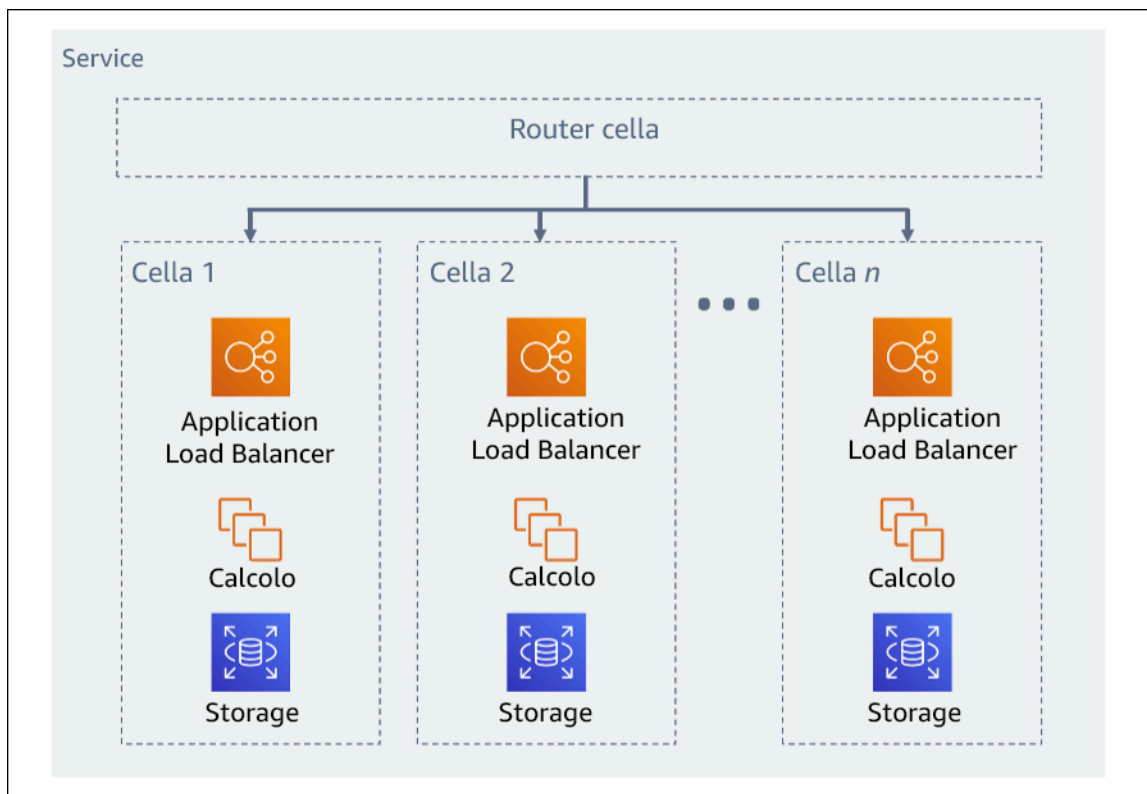 Service
Router cella
Cella 1
Cella 2
Cella n
Application
Load Balancer
Application
Load Balancer
Application
Load Balancer
Calcolo
Calcolo
Calcolo
Storage
Storage
Storage